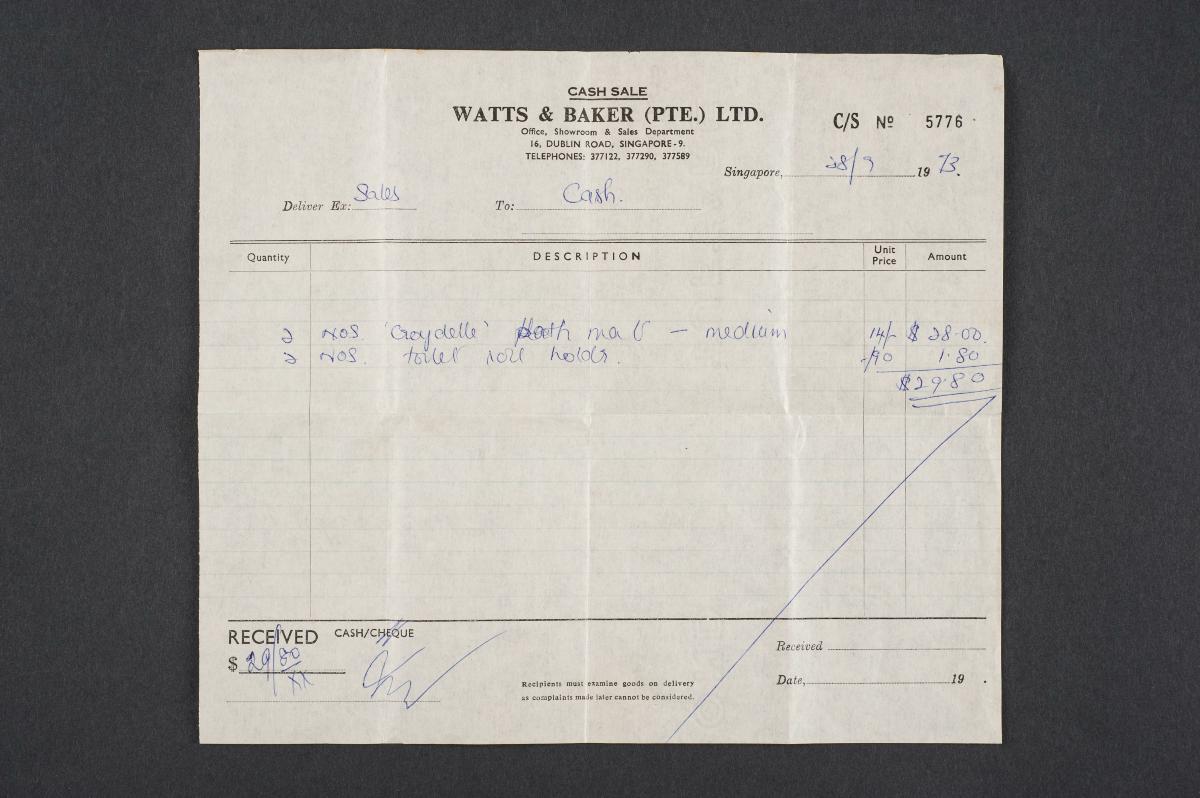 CASH SALE
WATTS & BAKER (PTE.) LTD.
Office, Showroom & Sales Department
16, DUBLIN ROAD, SINGAPORE-9.
TELEPHONES: 377122, 377290, 377589
C/S Nº 5776
Singapore, 28/9 1973.
Deliver Ex: Sales To: Cash.
Quantity DESCRIPTION Unit Price Amount
2 NOS. 'Croydelle' bath mat - medium 14/- $ 28.00
2 NOS. toilet roll holdr. -/90 1.80
$29.80
RECEIVED CASH/CHEQUE
$ 29/80
Recipients must examine goods on delivery
as complaints made later cannot be considered.
Received
Date, 19 .